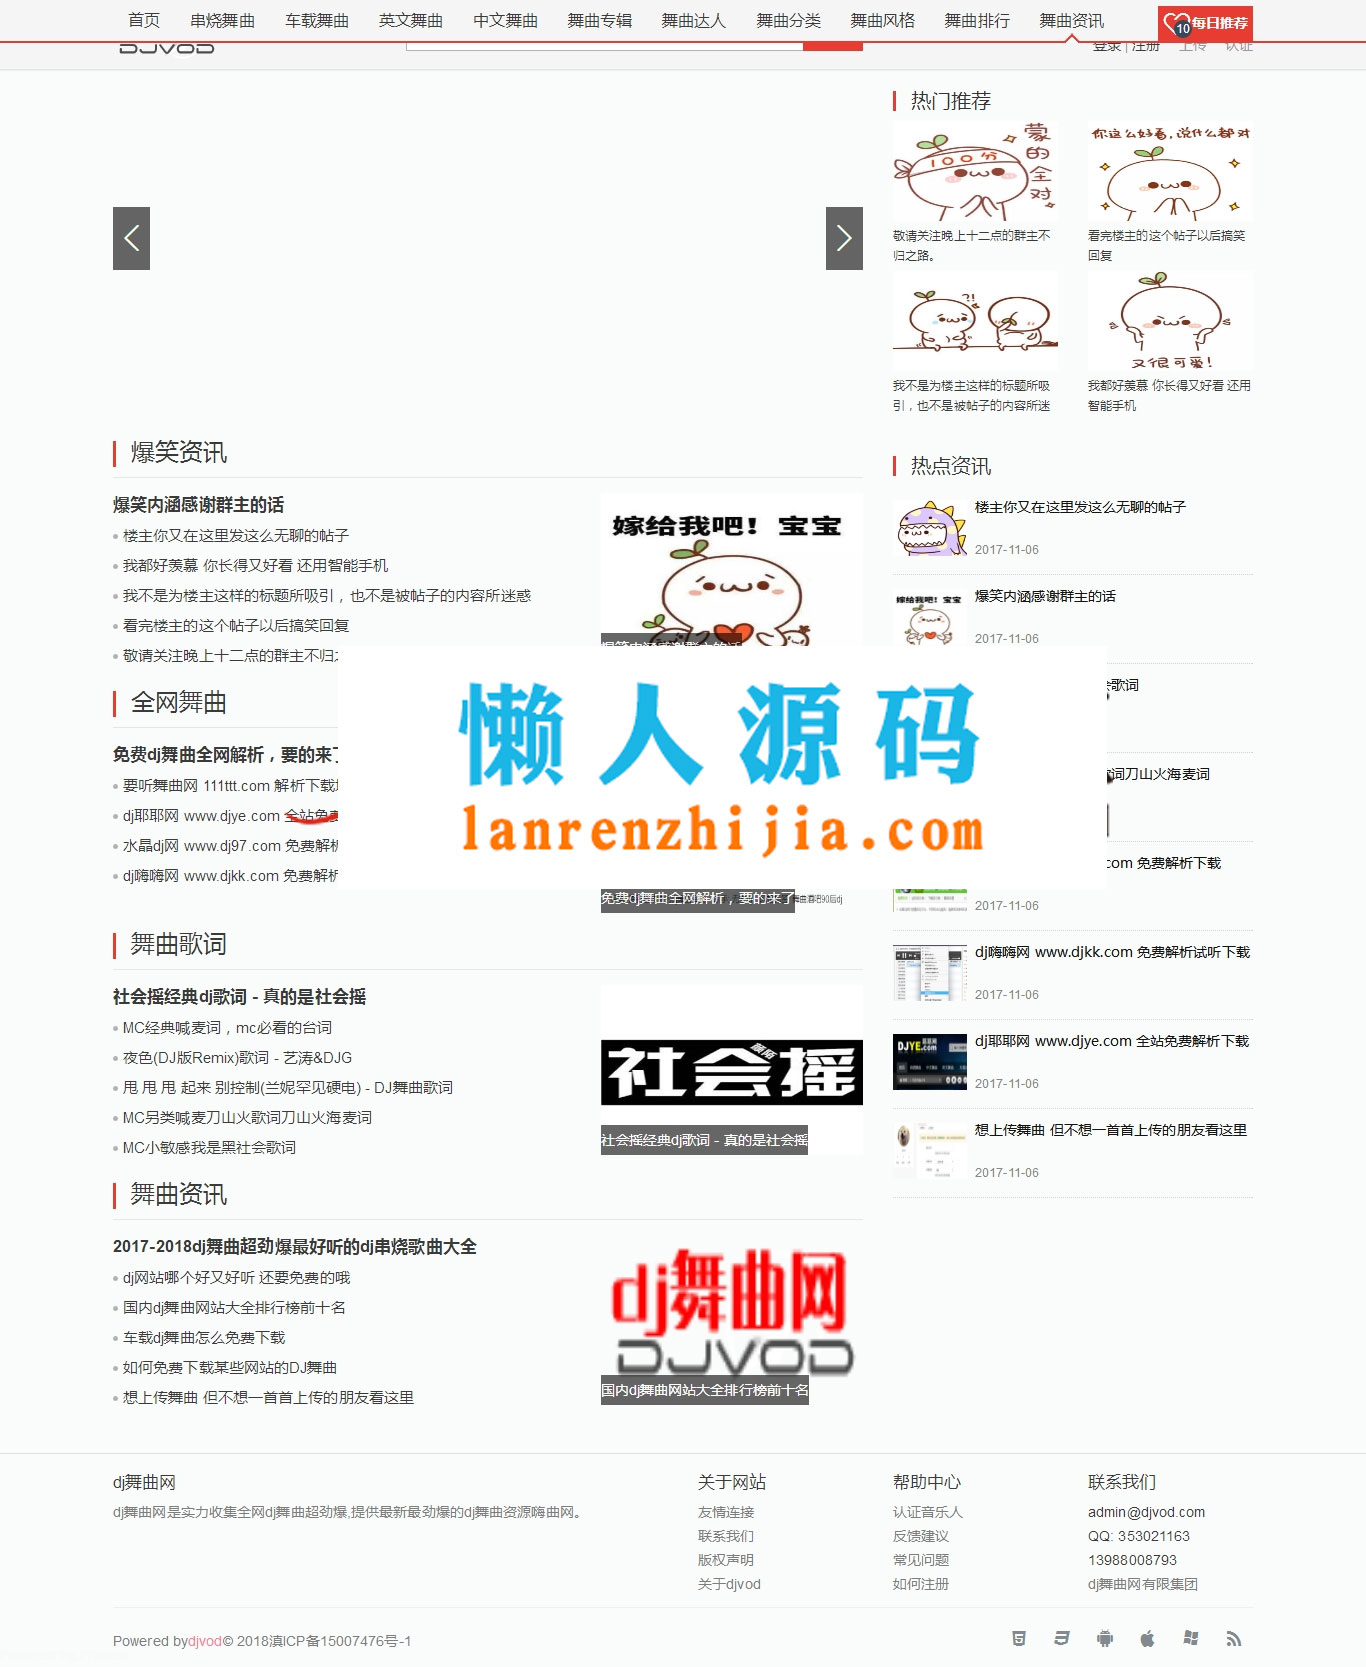 首页 串烧舞曲 车载舞曲 英文舞曲 中文舞曲 舞曲专辑 舞曲达人 舞曲分类 舞曲风格 舞曲排行 舞曲资讯
10 每日推荐
DJVOD
登录 | 注册 上传 认证
热门推荐
蒙的全对
100分
敬请关注晚上十二点的群主不
归之路。
你这么好看,说什么都对
看完楼主的这个帖子以后搞笑
回复
?!
我不是为楼主这样的标题所吸
引，也不是被帖子的内容所迷
又很可爱!
我都好羡慕 你长得又好看 还用
智能手机
爆笑资讯
爆笑内涵感谢群主的话
楼主你又在这里发这么无聊的帖子
我都好羡慕 你长得又好看 还用智能手机
我不是为楼主这样的标题所吸引，也不是被帖子的内容所迷惑
看完楼主的这个帖子以后搞笑回复
敬请关注晚上十二点的群主不归
嫁给我吧！宝宝
全网舞曲
免费dj舞曲全网解析，要的来了
要听舞曲网 111ttt.com 解析下载
dj耶耶网 www.djye.com 全站免费
水晶dj网 www.dj97.com 免费解析
dj嗨嗨网 www.djkk.com 免费解析
免费dj舞曲全网解析，要的来了
舞曲酒吧90后dj
懒人源码
lanrenzhijia.com
舞曲歌词
社会摇经典dj歌词 - 真的是社会摇
MC经典喊麦词，mc必看的台词
夜色(DJ版Remix)歌词 - 艺涛&DJG
甩 甩 甩 起来 别控制(兰妮罕见硬电) - DJ舞曲歌词
MC另类喊麦刀山火歌词刀山火海麦词
MC小敏感我是黑社会歌词
社会摇
社会摇经典dj歌词 - 真的是社会摇
舞曲资讯
2017-2018dj舞曲超劲爆最好听的dj串烧歌曲大全
dj网站哪个好又好听 还要免费的哦
国内dj舞曲网站大全排行榜前十名
车载dj舞曲怎么免费下载
如何免费下载某些网站的DJ舞曲
想上传舞曲 但不想一首首上传的朋友看这里
dj舞曲网
DJVOD
国内dj舞曲网站大全排行榜前十名
热点资讯
楼主你又在这里发这么无聊的帖子
2017-11-06
嫁给我吧！宝宝
爆笑内涵感谢群主的话
2017-11-06
歌词
词刀山火海麦词
com 免费解析下载
2017-11-06
dj嗨嗨网 www.djkk.com 免费解析试听下载
2017-11-06
DJYE.com
dj耶耶网 www.djye.com 全站免费解析下载
2017-11-06
想上传舞曲 但不想一首首上传的朋友看这里
2017-11-06
dj舞曲网
dj舞曲网是实力收集全网dj舞曲超劲爆,提供最新最劲爆的dj舞曲资源嗨曲网。
关于网站
友情连接
联系我们
版权声明
关于djvod
帮助中心
认证音乐人
反馈建议
常见问题
如何注册
联系我们
admin@djvod.com
QQ: 353021163
13988008793
dj舞曲网有限集团
Powered bydjvod© 2018滇ICP备15007476号-1